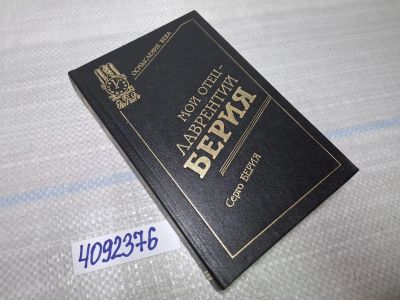 ОСМЫСЛЕНИЕ ВЕКА
МОЙ ОТЕЦ-
ЛАВРЕНТИЙ
БЕРИЯ
Серго БЕРИЯ
4092376